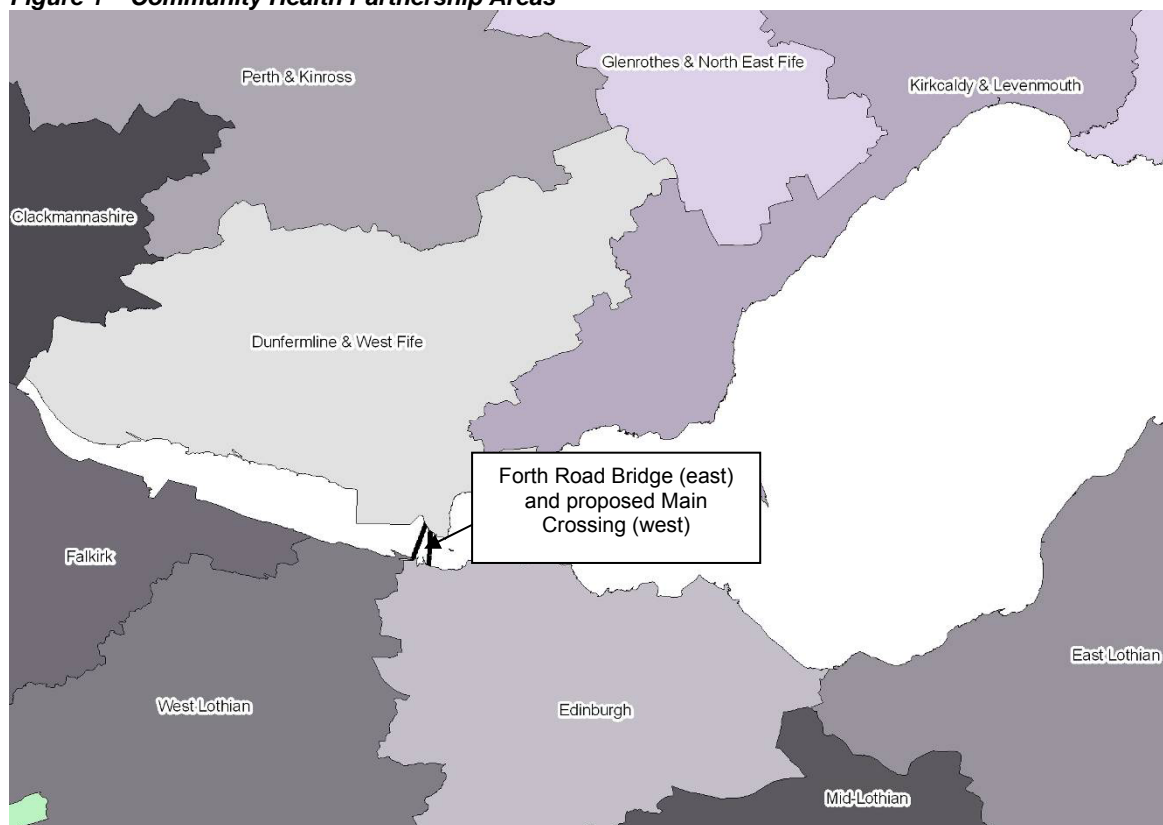 Figure 1 – Community Health Partnership Areas
Perth & Kinross
Glenrothes & North East Fife
Kirkcaldy & Levenmouth
Clackmannashire
Dunfermline & West Fife
Forth Road Bridge (east)
and proposed Main
Crossing (west)
Falkirk
East Lothian
West Lothian
Edinburgh
Mid-Lothian